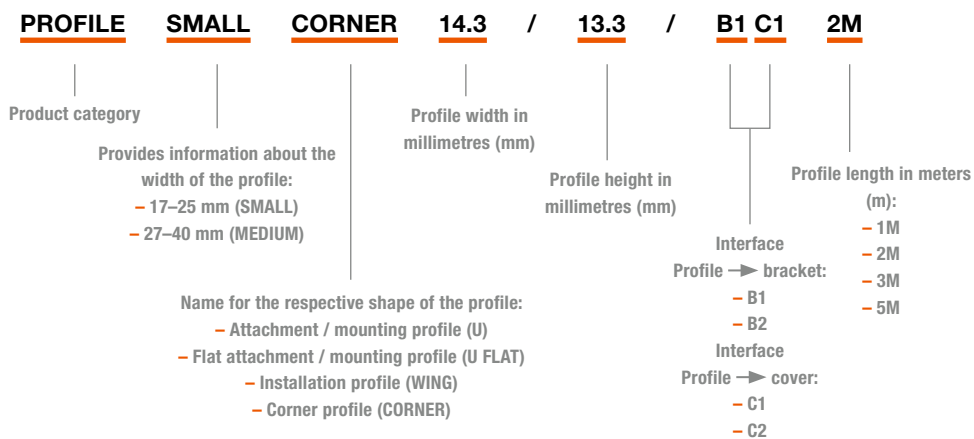 PROFILE SMALL CORNER 14.3 / 13.3 / B1 C1 2M
Product category
Provides information about the
width of the profile:
– 17–25 mm (SMALL)
– 27–40 mm (MEDIUM)
Name for the respective shape of the profile:
– Attachment / mounting profile (U)
– Flat attachment / mounting profile (U FLAT)
– Installation profile (WING)
– Corner profile (CORNER)
Profile width in
millimetres (mm)
Profile height in
millimetres (mm)
Interface
Profile → bracket:
– B1
– B2
Interface
Profile → cover:
– C1
– C2
Profile length in meters
(m):
– 1M
– 2M
– 3M
– 5M